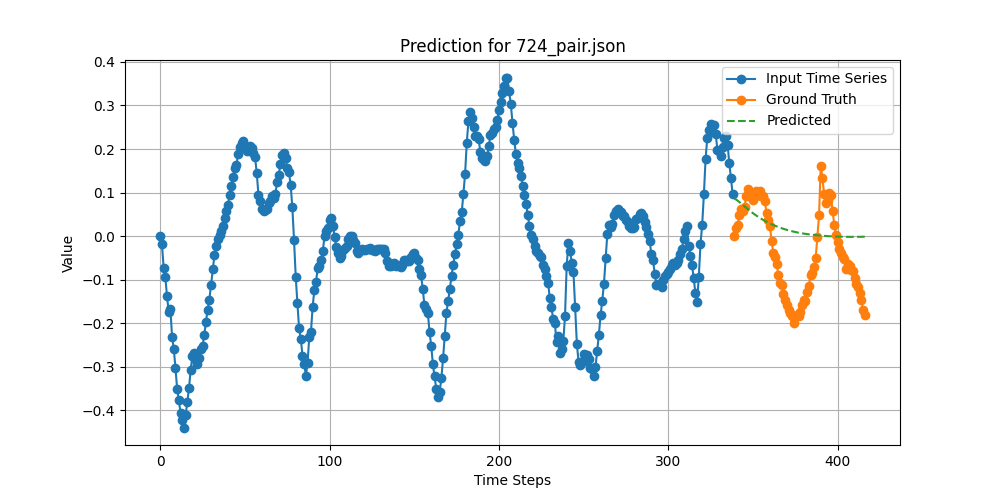 Prediction for 724_pair.json
0.4
0.3
0.2
0.1
0.0
−0.1
−0.2
−0.3
−0.4
Value
0 100 200 300 400
Time Steps
Input Time Series
Ground Truth
Predicted